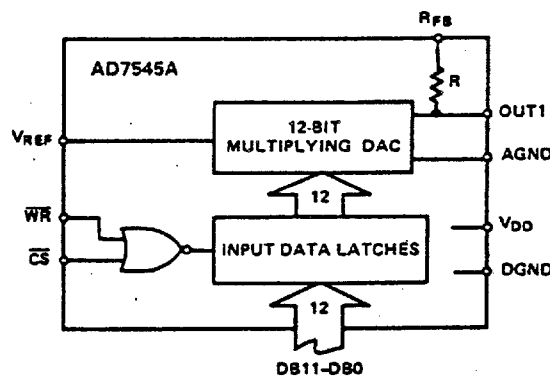 RFB
AD7545A
R
OUT1
12-BIT
MULTIPLYING DAC
VREF
AGND
12
WR
VDD
INPUT DATA LATCHES
CS
DGND
12
DB11-DB0